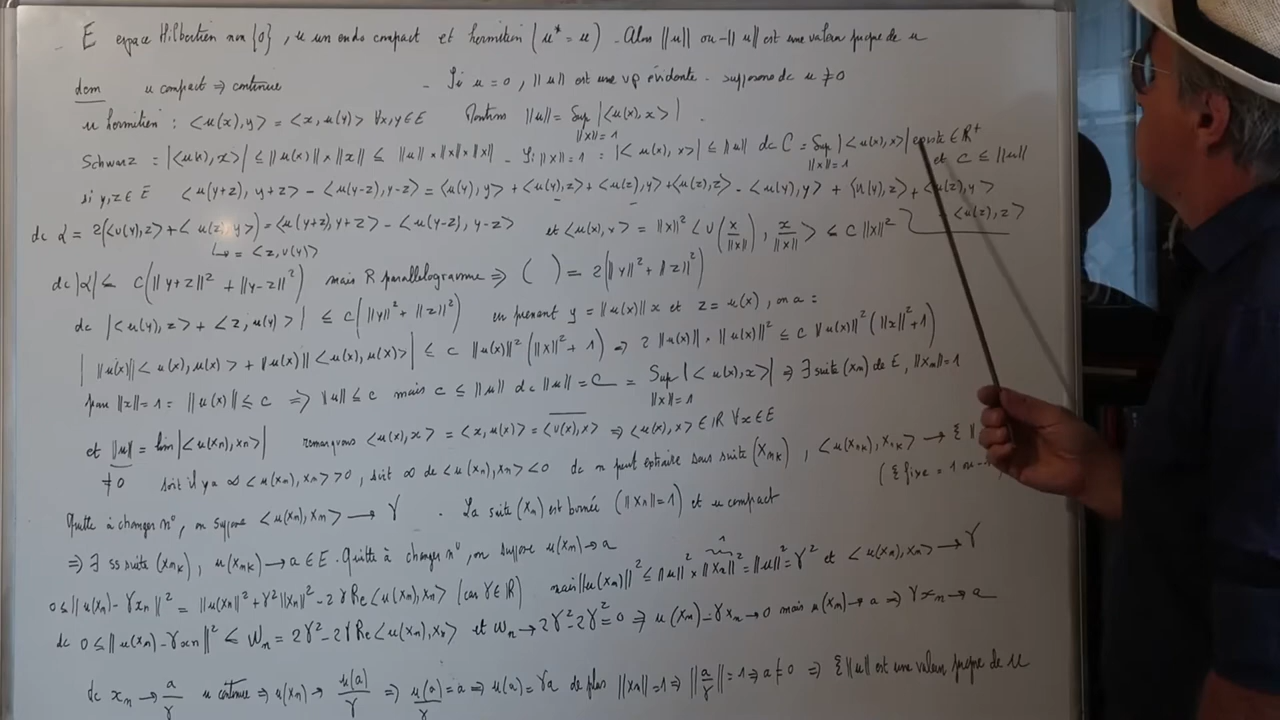 - E espace Hilbertien non {0}, u un endo compact et hermitien (u* = u) - Alors ||u|| ou -||u|| est une valeur propre de u
dem u compact ⇒ continue - Si u = 0, ||u|| est une vp évidente - supposons dc u ≠ 0
u hermitien : <u(x), y> = <x, u(y)> ∀x,y ∈ E Montrons ||u|| = Sup |<u(x), x>| .
||x|| = 1
Schwarz = |<u(x), x>| ≤ ||u(x)|| × ||x|| ≤ ||u|| × ||x|| × ||x|| - Si ||x|| = 1 : |<u(x), x>| ≤ ||u|| dc C = Sup |<u(x), x>| existe ∈ R⁺
||x|| = 1 et C ≤ ||u||
si y,z ∈ E <u(y+z), y+z> - <u(y-z), y-z> = <u(y), y> + <u(y), z> + <u(z), y> + <u(z), z> - <u(y), y> + <u(y), z> + <u(z), y>
- <u(z), z>
dc α = 2(<u(y), z> + <u(z), y>) = <u(y+z), y+z> - <u(y-z), y-z> et <u(x), x> = ||x||² <u(x/||x||), x/||x||> ≤ C ||x||²
↳ = <z, u(y)>
dc |α| ≤ C(||y+z||² + ||y-z||²) mais R parallélogramme ⇒ ( ) = 2(||y||² + ||z||²)
dc |<u(y), z> + <z, u(y)>| ≤ C(||y||² + ||z||²) en prenant y = ||u(x)|| x et z = u(x), on a :
| ||u(x)|| <u(x), u(x)> + ||u(x)|| <u(x), u(x)> | ≤ C ||u(x)||² (||x||² + 1) ⇒ 2 ||u(x)|| × ||u(x)||² ≤ C ||u(x)||² (||x||² + 1)
pour ||x|| = 1 : ||u(x)|| ≤ C ⇒ ||u|| ≤ C mais C ≤ ||u|| dc ||u|| = C = Sup |<u(x), x>| ⇒ ∃ suite (xn) de E, ||xn|| = 1
||x|| = 1
et ||u|| = lim |<u(xn), xn>| remarquons <u(x), x> = <x, u(x)> = <u(x), x> ⇒ <u(x), x> ∈ IR ∀x ∈ E
≠ 0 soit il y a ∞ <u(xn), xn> > 0, soit ∞ de <u(xn), xn> < 0 dc on peut extraire sous suite (xnk), <u(xnk), xnk> → ξ ||
(ξ fixe = 1 ou -
Quitte à changer n°, on suppose <u(xn), xn> → γ - La suite (xn) est bornée (||xn|| = 1) et u compact
⇒ ∃ ss suite (xnk), u(xnk) → a ∈ E. Quitte à changer n°, on suppose u(xn) → a
0 ≤ ||u(xn) - γxn||² = ||u(xn)||² + γ²||xn||² - 2γ Re <u(xn), xn> (car γ ∈ IR) mais ||u(xn)||² ≤ ||u||² × ||xn||² = ||u||² = γ² et <u(xn), xn> → γ
dc 0 ≤ ||u(xn) - γxn||² ≤ Wn = 2γ² - 2γ Re <u(xn), xn> et Wn → 2γ² - 2γ² = 0 ⇒ u(xn) - γxn → 0 mais u(xn) → a ⇒ γxn → a
dc xn → a/γ u continue ⇒ u(xn) → u(a)/γ ⇒ u(a)/γ = a ⇒ u(a) = γa de plus ||xn|| = 1 ⇒ ||a/γ|| = 1 ⇒ a ≠ 0 ⇒ ξ||u|| est une valeur propre de u